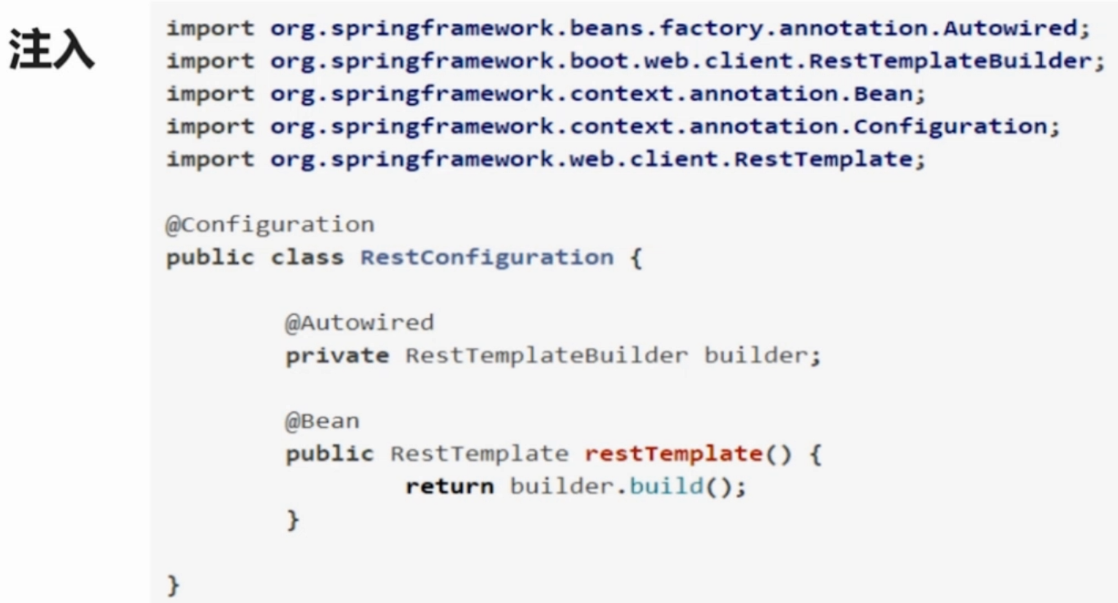 注入
import org.springframework.beans.factory.annotation.Autowired;
import org.springframework.boot.web.client.RestTemplateBuilder;
import org.springframework.context.annotation.Bean;
import org.springframework.context.annotation.Configuration;
import org.springframework.web.client.RestTemplate;
@Configuration
public class RestConfiguration {
@Autowired
private RestTemplateBuilder builder;
@Bean
public RestTemplate restTemplate() {
return builder.build();
}
}